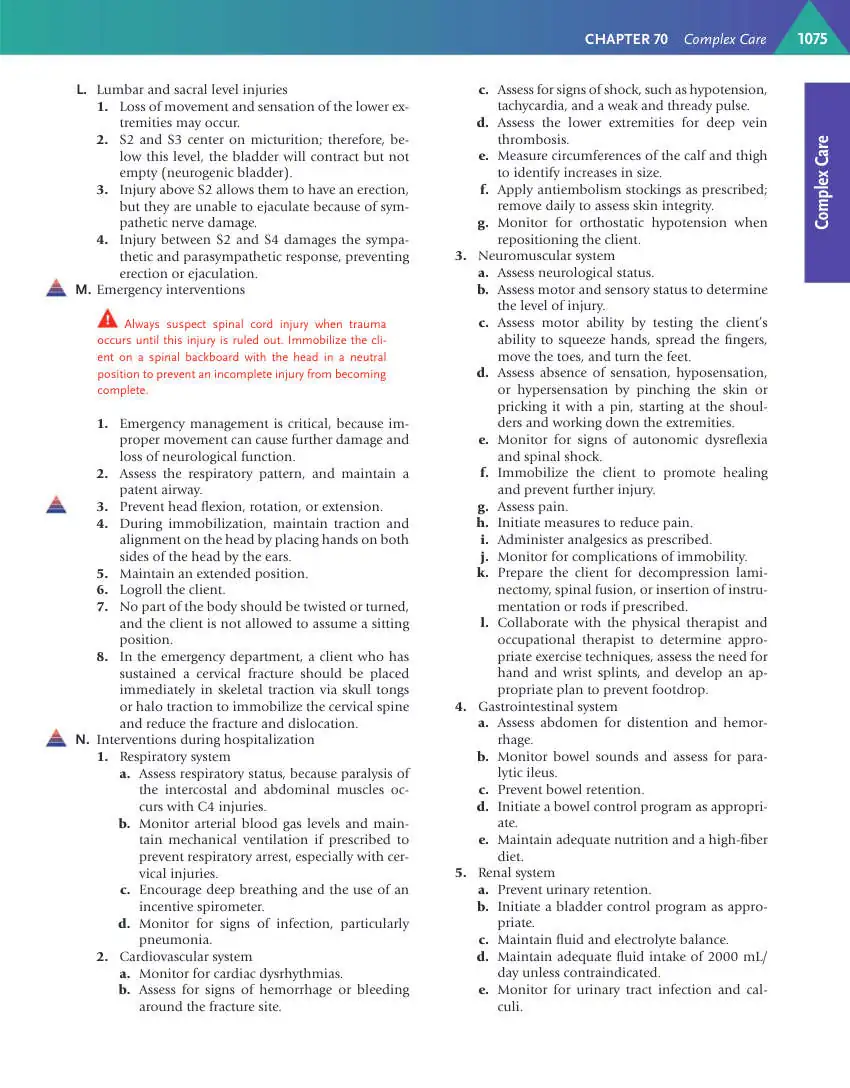 CHAPTER 70 Complex Care 1075
L. Lumbar and sacral level injuries
1. Loss of movement and sensation of the lower ex-
tremities may occur.
2. S2 and S3 center on micturition; therefore, be-
low this level, the bladder will contract but not
empty (neurogenic bladder).
3. Injury above S2 allows them to have an erection,
but they are unable to ejaculate because of sym-
pathetic nerve damage.
4. Injury between S2 and S4 damages the sympa-
thetic and parasympathetic response, preventing
erection or ejaculation.
M. Emergency interventions
Always suspect spinal cord injury when trauma
occurs until this injury is ruled out. Immobilize the cli-
ent on a spinal backboard with the head in a neutral
position to prevent an incomplete injury from becoming
complete.
1. Emergency management is critical, because im-
proper movement can cause further damage and
loss of neurological function.
2. Assess the respiratory pattern, and maintain a
patent airway.
3. Prevent head flexion, rotation, or extension.
4. During immobilization, maintain traction and
alignment on the head by placing hands on both
sides of the head by the ears.
5. Maintain an extended position.
6. Logroll the client.
7. No part of the body should be twisted or turned,
and the client is not allowed to assume a sitting
position.
8. In the emergency department, a client who has
sustained a cervical fracture should be placed
immediately in skeletal traction via skull tongs
or halo traction to immobilize the cervical spine
and reduce the fracture and dislocation.
N. Interventions during hospitalization
1. Respiratory system
a. Assess respiratory status, because paralysis of
the intercostal and abdominal muscles oc-
curs with C4 injuries.
b. Monitor arterial blood gas levels and main-
tain mechanical ventilation if prescribed to
prevent respiratory arrest, especially with cer-
vical injuries.
c. Encourage deep breathing and the use of an
incentive spirometer.
d. Monitor for signs of infection, particularly
pneumonia.
2. Cardiovascular system
a. Monitor for cardiac dysrhythmias.
b. Assess for signs of hemorrhage or bleeding
around the fracture site.
c. Assess for signs of shock, such as hypotension,
tachycardia, and a weak and thready pulse.
d. Assess the lower extremities for deep vein
thrombosis.
e. Measure circumferences of the calf and thigh
to identify increases in size.
f. Apply antiembolism stockings as prescribed;
remove daily to assess skin integrity.
g. Monitor for orthostatic hypotension when
repositioning the client.
3. Neuromuscular system
a. Assess neurological status.
b. Assess motor and sensory status to determine
the level of injury.
c. Assess motor ability by testing the client's
ability to squeeze hands, spread the fingers,
move the toes, and turn the feet.
d. Assess absence of sensation, hyposensation,
or hypersensation by pinching the skin or
pricking it with a pin, starting at the shoul-
ders and working down the extremities.
e. Monitor for signs of autonomic dysreflexia
and spinal shock.
f. Immobilize the client to promote healing
and prevent further injury.
g. Assess pain.
h. Initiate measures to reduce pain.
i. Administer analgesics as prescribed.
j. Monitor for complications of immobility.
k. Prepare the client for decompression lami-
nectomy, spinal fusion, or insertion of instru-
mentation or rods if prescribed.
l. Collaborate with the physical therapist and
occupational therapist to determine appro-
priate exercise techniques, assess the need for
hand and wrist splints, and develop an ap-
propriate plan to prevent footdrop.
4. Gastrointestinal system
a. Assess abdomen for distention and hemor-
rhage.
b. Monitor bowel sounds and assess for para-
lytic ileus.
c. Prevent bowel retention.
d. Initiate a bowel control program as appropri-
ate.
e. Maintain adequate nutrition and a high-fiber
diet.
5. Renal system
a. Prevent urinary retention.
b. Initiate a bladder control program as appro-
priate.
c. Maintain fluid and electrolyte balance.
d. Maintain adequate fluid intake of 2000 mL/
day unless contraindicated.
e. Monitor for urinary tract infection and cal-
culi.
Complex Care